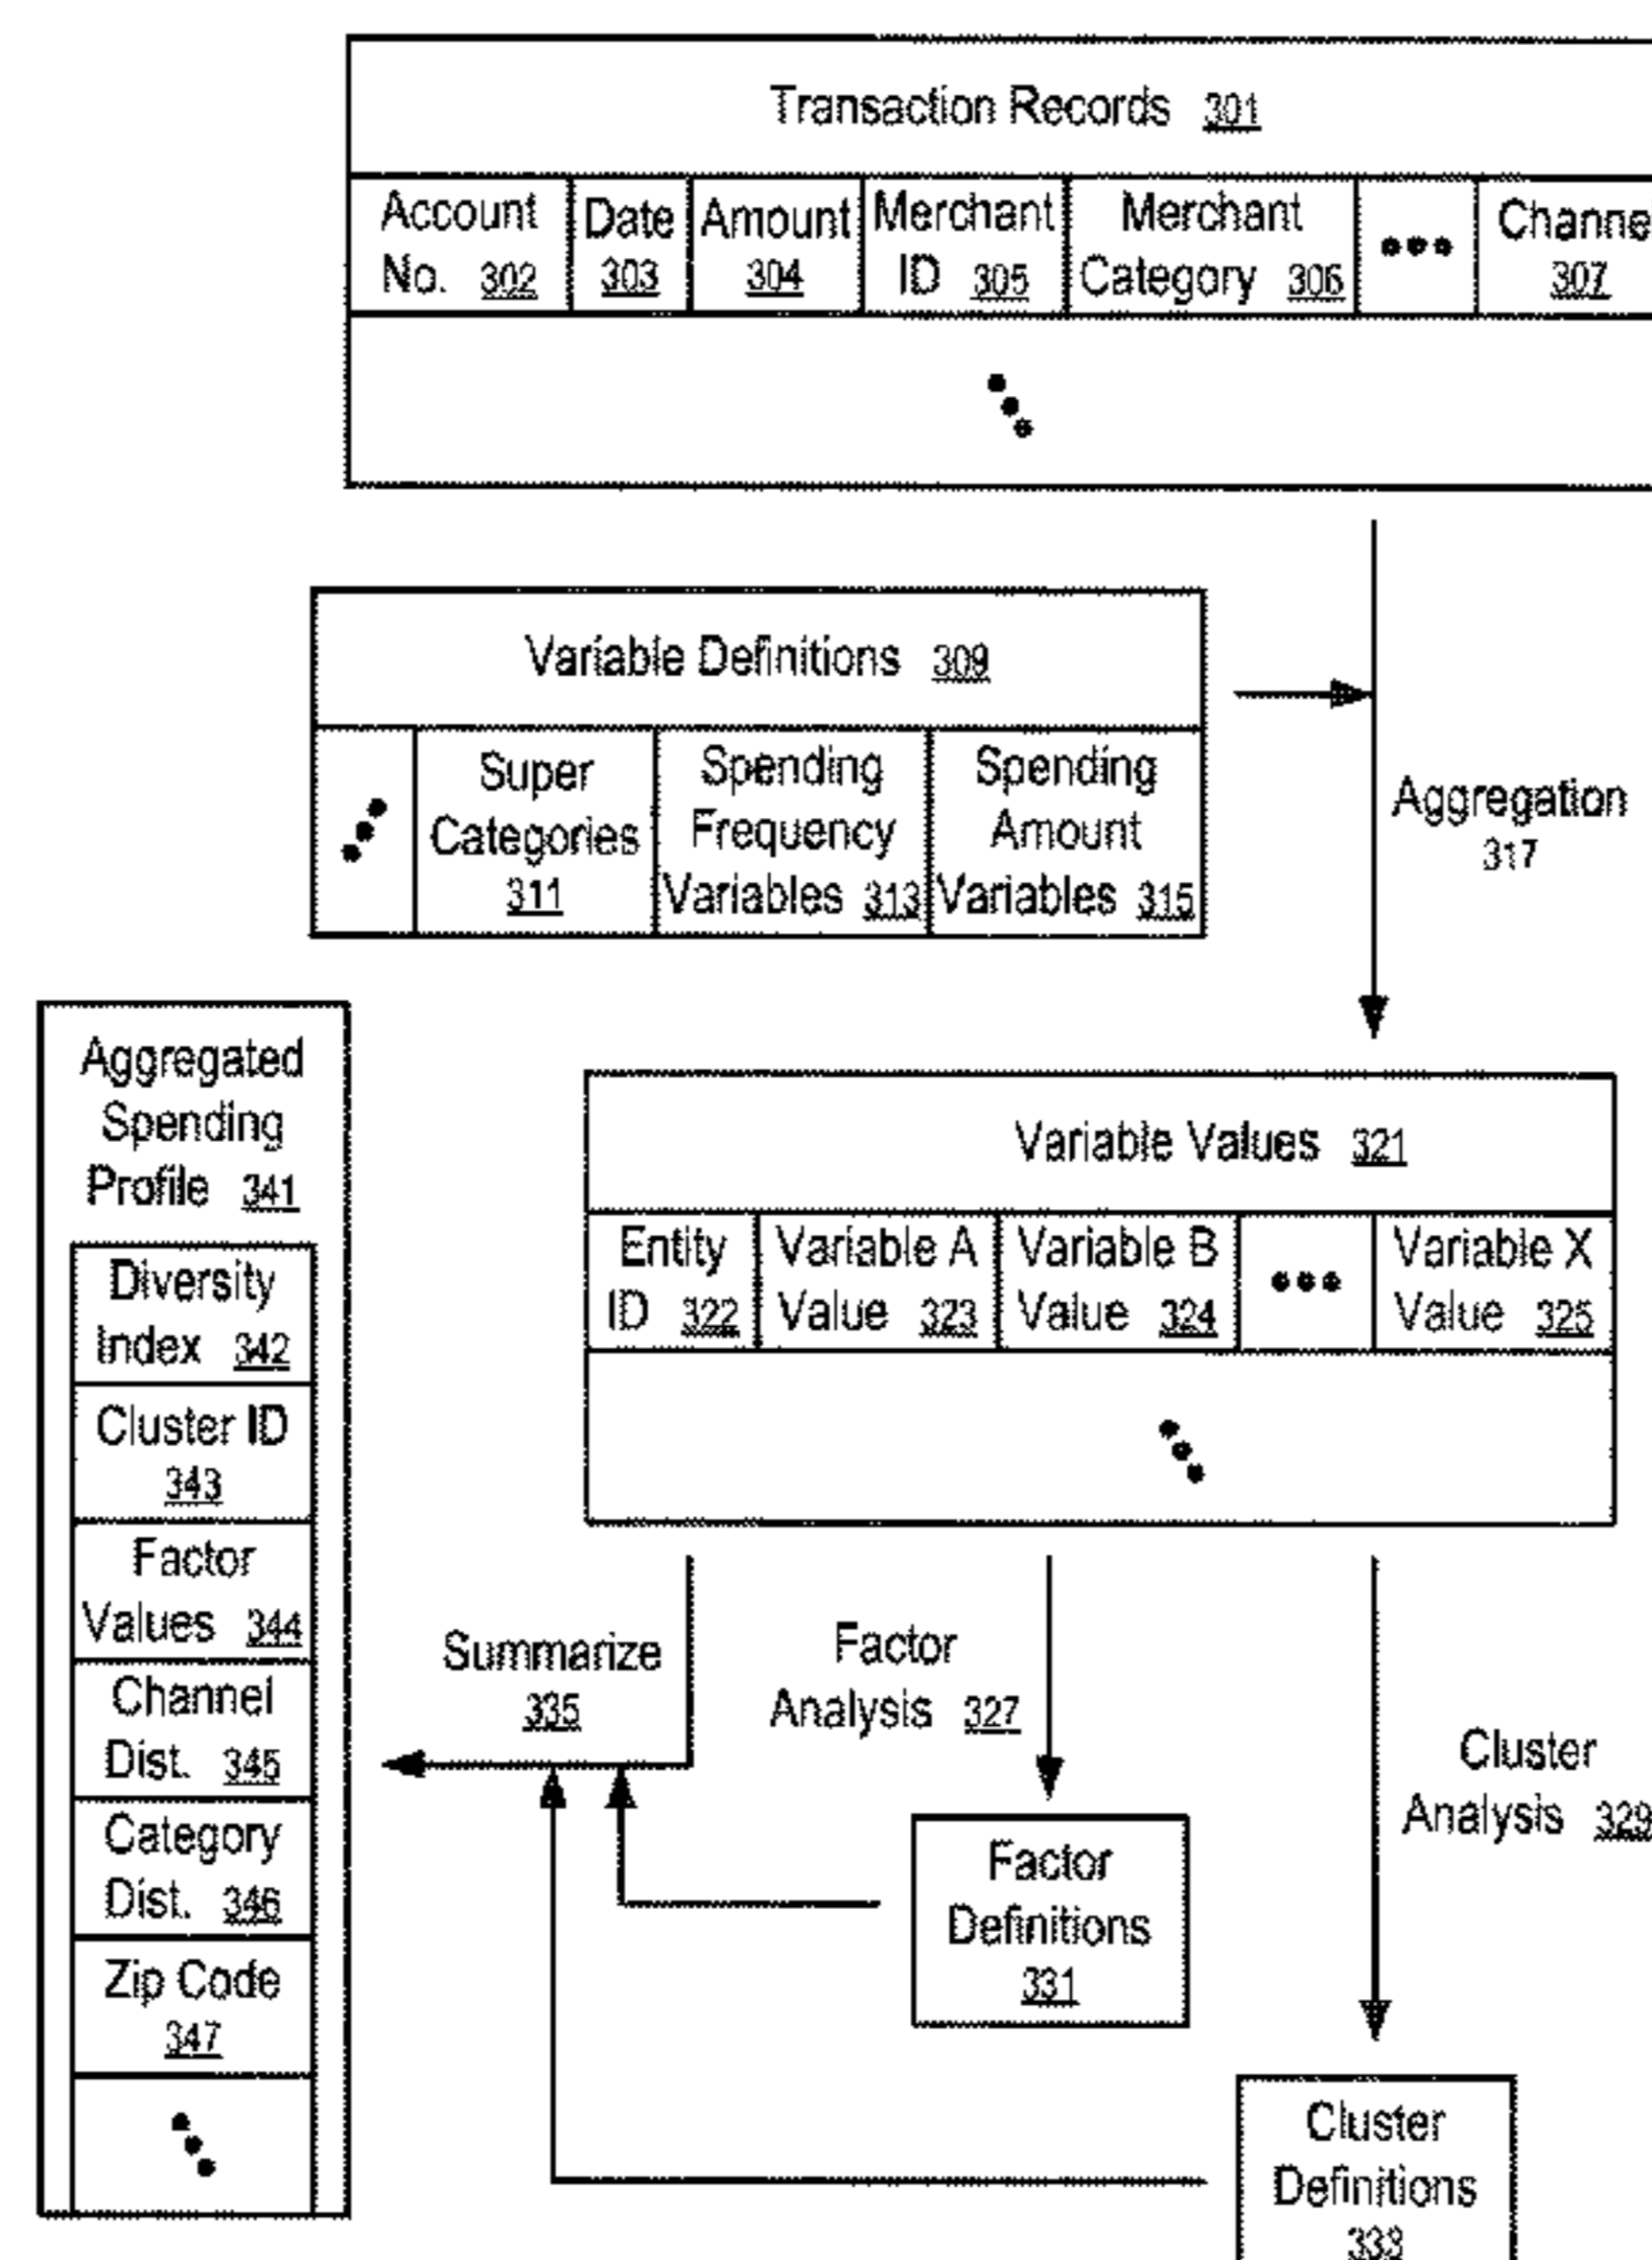 Transaction Records 301
Account
No. 302
Date
303
Amount
304
Merchant
ID 305
Merchant
Category 306
Channel
307
Variable Definitions 309
Super
Categories
311
Spending
Frequency
Variables 313
Spending
Amount
Variables 315
Aggregation
317
Aggregated
Spending
Profile 341
Diversity
Index 342
Cluster ID
343
Factor
Values 344
Channel
Dist. 345
Category
Dist. 346
Zip Code
347
Variable Values 321
Entity
ID 322
Variable A
Value 323
Variable B
Value 324
Variable X
Value 325
Summarize
335
Factor
Analysis 327
Cluster
Analysis 329
Factor
Definitions
331
Cluster
Definitions
333